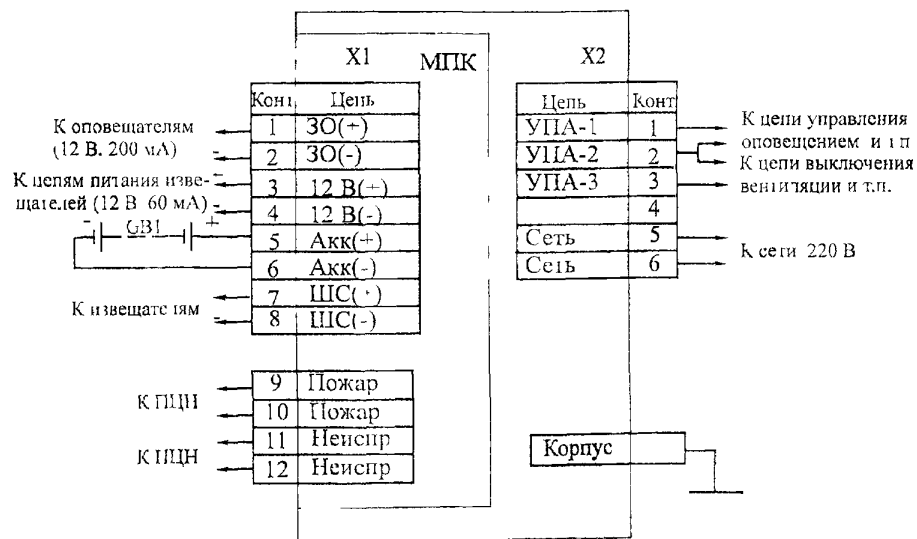 X1
МПК
X2
Конт Цепь
1 ЗО(+)
2 ЗО(-)
3 12 В(+)
4 12 В(-)
5 Акк(+)
6 Акк(-)
7 ШС(+)
8 ШС(-)
9 Пожар
10 Пожар
11 Неиспр
12 Неиспр
К оповещателям
(12 В, 200 мА)
К цепям питания изве-
щателей (12 В 60 мА)
- GB1 +
К извещателям
К ПЦН
К ПЦН
Цепь Конт
УПА-1 1
УПА-2 2
УПА-3 3
4
Сеть 5
Сеть 6
К цепи управления
оповещением и т п
К цепи выключения
вентиляции и т.п.
К сети 220 В
Корпус